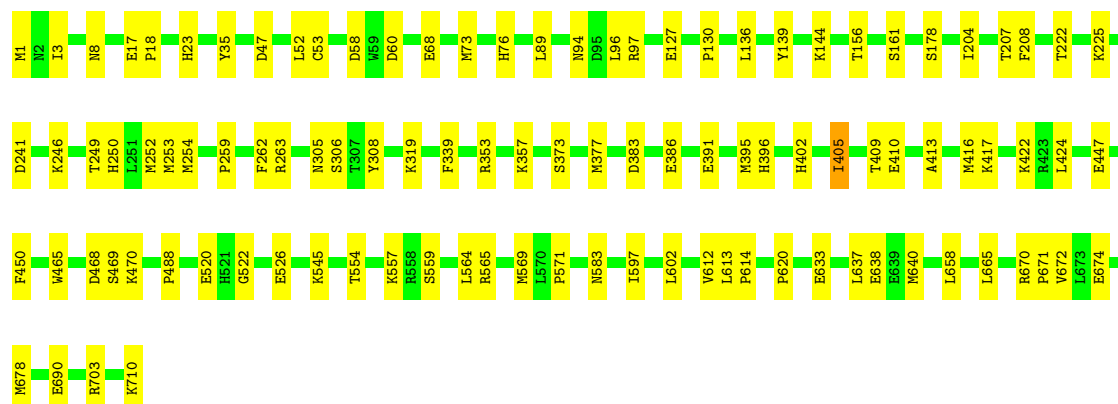 M1 N2 I3 N8 E17 P18 H23 Y35 D47 L52 C53 D58 W59 D60 E68 M73 H76 L89 N94 D95 L96 R97 E127 P130 L136 Y139 K144 T156 S161 S178 I204 T207 F208 T222 K225
D241 K246 T249 H250 L251 M252 M253 M254 P259 F262 R263 N305 S306 T307 Y308 K319 F339 R353 K357 S373 M377 D383 E386 E391 M395 H396 H402 I405 T409 E410 A413 M416 K417 K422 R423 L424 E447
F450 W465 D468 S469 K470 P488 E520 H521 G522 E526 K545 T554 K557 R558 S559 L564 R565 M569 L570 P571 N583 I597 L602 V612 L613 P614 P620 E633 L637 E638 E639 M640 L658 L665 R670 P671 V672 L673 E674
M678 E690 R703 K710